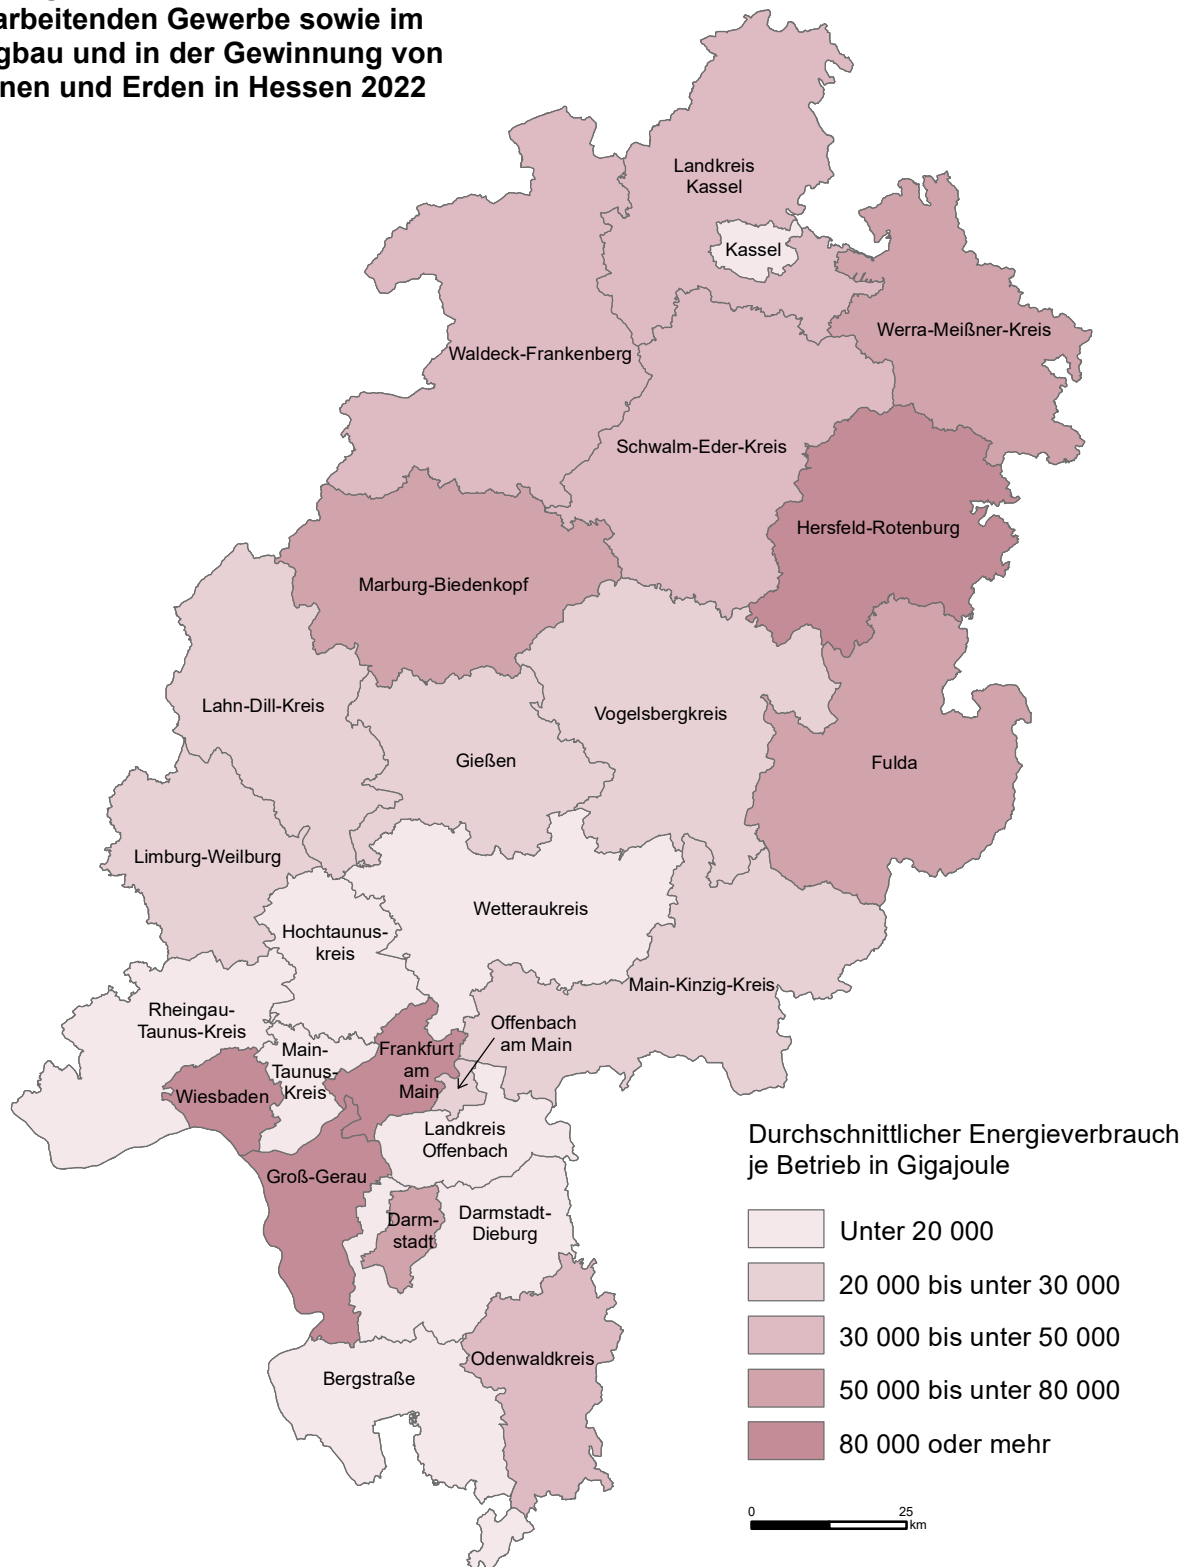 arbeitenden Gewerbe sowie im
gbau und in der Gewinnung von
nen und Erden in Hessen 2022
Landkreis
Kassel
Kassel
Werra-Meißner-Kreis
Waldeck-Frankenberg
Schwalm-Eder-Kreis
Hersfeld-Rotenburg
Marburg-Biedenkopf
Lahn-Dill-Kreis
Vogelsbergkreis
Gießen
Fulda
Limburg-Weilburg
Wetteraukreis
Hochtaunus-
kreis
Main-Kinzig-Kreis
Rheingau-
Taunus-Kreis
Offenbach
am Main
Main-
Taunus-
Kreis
Frankfurt
am
Main
Wiesbaden
Landkreis
Offenbach
Groß-Gerau
Darm-
stadt
Darmstadt-
Dieburg
Odenwaldkreis
Bergstraße
Durchschnittlicher Energieverbrauch
je Betrieb in Gigajoule
Unter 20 000
20 000 bis unter 30 000
30 000 bis unter 50 000
50 000 bis unter 80 000
80 000 oder mehr
0 25
km